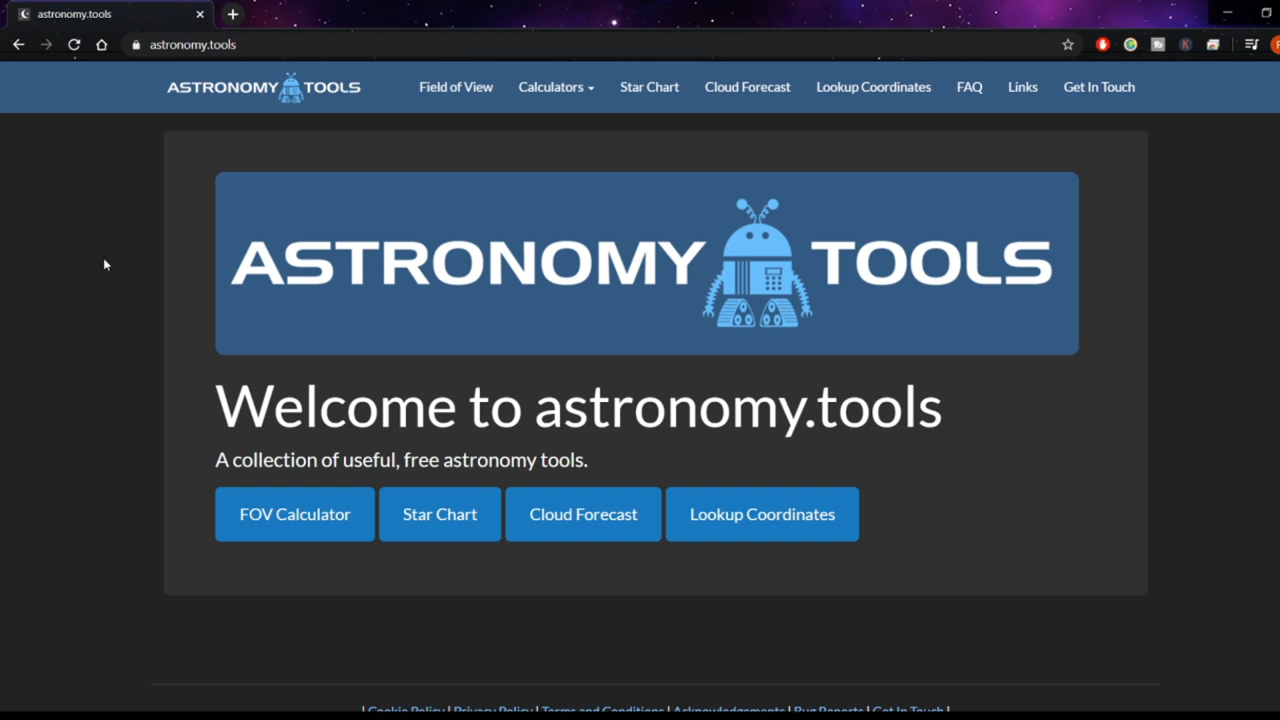 astronomy.tools
astronomy.tools
ASTRONOMY TOOLS
Field of View
Calculators
Star Chart
Cloud Forecast
Lookup Coordinates
FAQ
Links
Get In Touch
ASTRONOMY TOOLS
Welcome to astronomy.tools
A collection of useful, free astronomy tools.
FOV Calculator
Star Chart
Cloud Forecast
Lookup Coordinates
| Cookie Policy | Privacy Policy | Terms and Conditions | Acknowledgements | Bug Reports | Get In Touch |